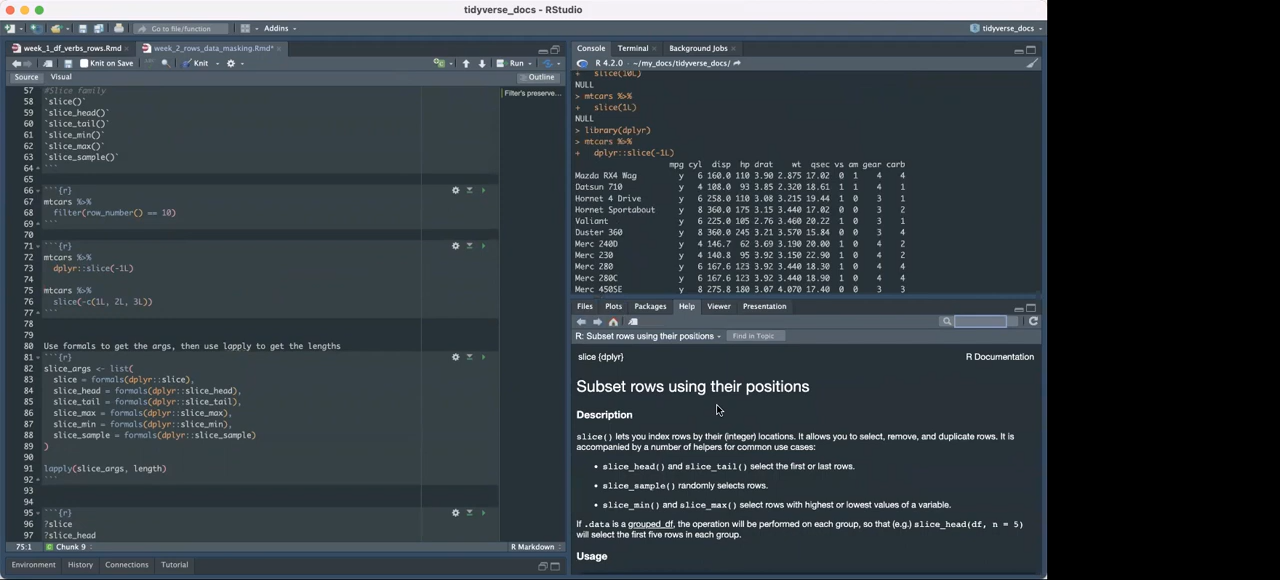 tidyverse_docs - RStudio
Go to file/function
Addins
tidyverse_docs
week_1_df_verbs_rows.Rmd
week_2_rows_data_masking.Rmd*
Knit on Save
Knit
Run
Source
Visual
Outline
57 #Slice family
58 `slice()`
59 `slice_head()`
60 `slice_tail()`
61 `slice_min()`
62 `slice_max()`
63 `slice_sample()`
64 ```
65
66 ```{r}
67 mtcars %>%
68 filter(row_number() == 10)
69 ```
70
71 ```{r}
72 mtcars %>%
73 dplyr::slice(-1L)
74
75 mtcars %>%
76 slice(-c(1L, 2L, 3L))
77 ```
78
79
80 Use formals to get the args, then use lapply to get the lengths
81 ```{r}
82 slice_args <- list(
83 slice = formals(dplyr::slice),
84 slice_head = formals(dplyr::slice_head),
85 slice_tail = formals(dplyr::slice_tail),
86 slice_max = formals(dplyr::slice_max),
87 slice_min = formals(dplyr::slice_min),
88 slice_sample = formals(dplyr::slice_sample)
89 )
90
91 lapply(slice_args, length)
92 ```
93
94
95 ```{r}
96 ?slice
97 ?slice_head
Filter's preserve...
75:1
Chunk 9
R Markdown
Environment
History
Connections
Tutorial
Console
Terminal
Background Jobs
R 4.2.0 · ~/my_docs/tidyverse_docs/
+ slice(10L)
NULL
> mtcars %>%
+ slice(1L)
NULL
> library(dplyr)
> mtcars %>%
+ dplyr::slice(-1L)
mpg cyl disp hp drat wt qsec vs am gear carb
Mazda RX4 Wag y 6 160.0 110 3.90 2.875 17.02 0 1 4 4
Datsun 710 y 4 108.0 93 3.85 2.320 18.61 1 1 4 1
Hornet 4 Drive y 6 258.0 110 3.08 3.215 19.44 1 0 3 1
Hornet Sportabout y 8 360.0 175 3.15 3.440 17.02 0 0 3 2
Valiant y 6 225.0 105 2.76 3.460 20.22 1 0 3 1
Duster 360 y 8 360.0 245 3.21 3.570 15.84 0 0 3 4
Merc 240D y 4 146.7 62 3.69 3.190 20.00 1 0 4 2
Merc 230 y 4 140.8 95 3.92 3.150 22.90 1 0 4 2
Merc 280 y 6 167.6 123 3.92 3.440 18.30 1 0 4 4
Merc 280C y 6 167.6 123 3.92 3.440 18.90 1 0 4 4
Merc 450SE y 8 275.8 180 3.07 4.070 17.40 0 0 3 3
Files
Plots
Packages
Help
Viewer
Presentation
R: Subset rows using their positions
Find in Topic
slice {dplyr}
R Documentation
Subset rows using their positions
Description
slice() lets you index rows by their (integer) locations. It allows you to select, remove, and duplicate rows. It is
accompanied by a number of helpers for common use cases:
• slice_head() and slice_tail() select the first or last rows.
• slice_sample() randomly selects rows.
• slice_min() and slice_max() select rows with highest or lowest values of a variable.
If .data is a grouped_df, the operation will be performed on each group, so that (e.g.) slice_head(df, n = 5)
will select the first five rows in each group.
Usage